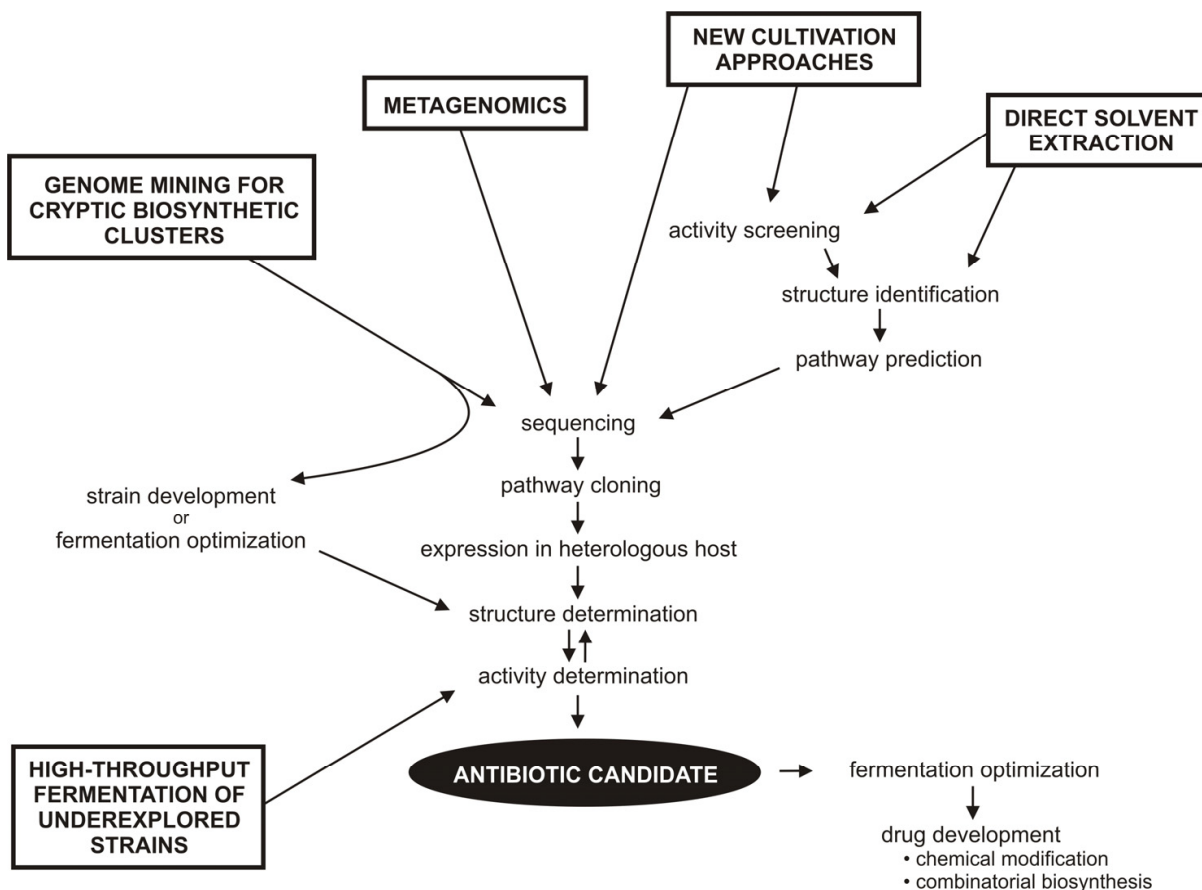 NEW CULTIVATION
APPROACHES
METAGENOMICS
DIRECT SOLVENT
EXTRACTION
GENOME MINING FOR
CRYPTIC BIOSYNTHETIC
CLUSTERS
activity screening
structure identification
pathway prediction
sequencing
pathway cloning
strain development
or
fermentation optimization
expression in heterologous host
structure determination
activity determination
HIGH-THROUGHPUT
FERMENTATION OF
UNDEREXPLORED
STRAINS
ANTIBIOTIC CANDIDATE
fermentation optimization
drug development
• chemical modification
• combinatorial biosynthesis